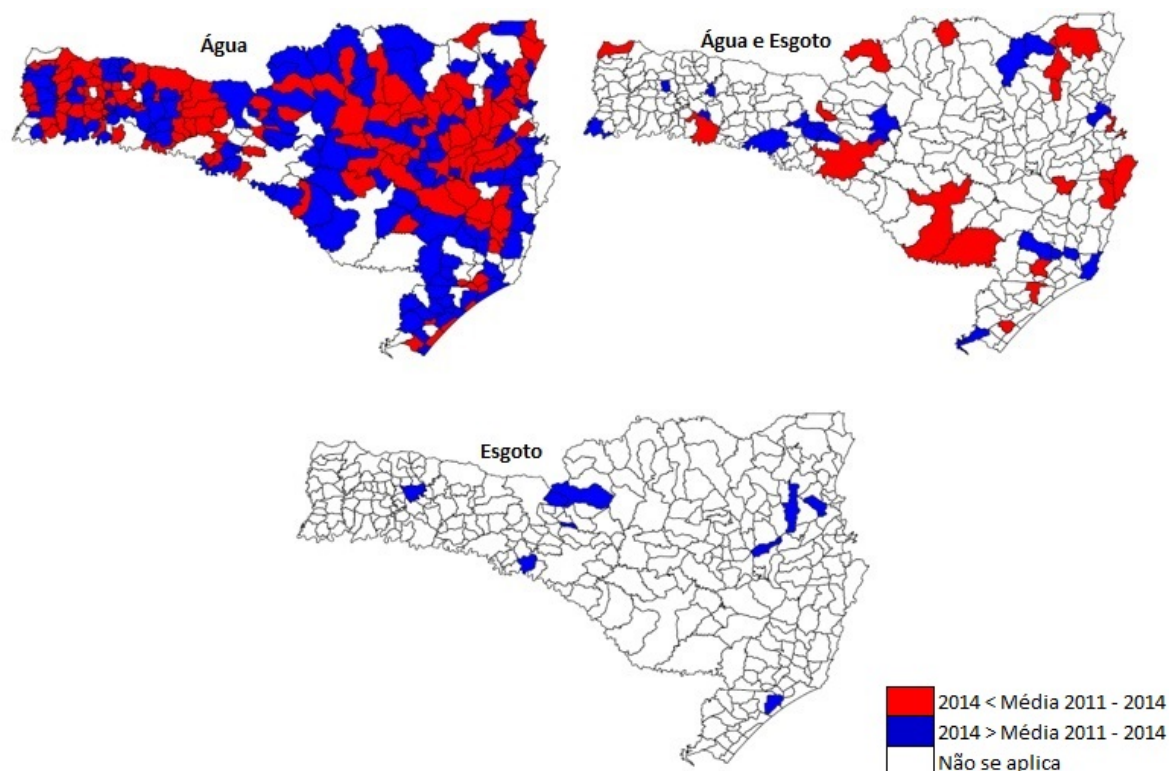 Água
Água e Esgoto
Esgoto
2014 < Média 2011 - 2014
2014 > Média 2011 - 2014
Não se aplica